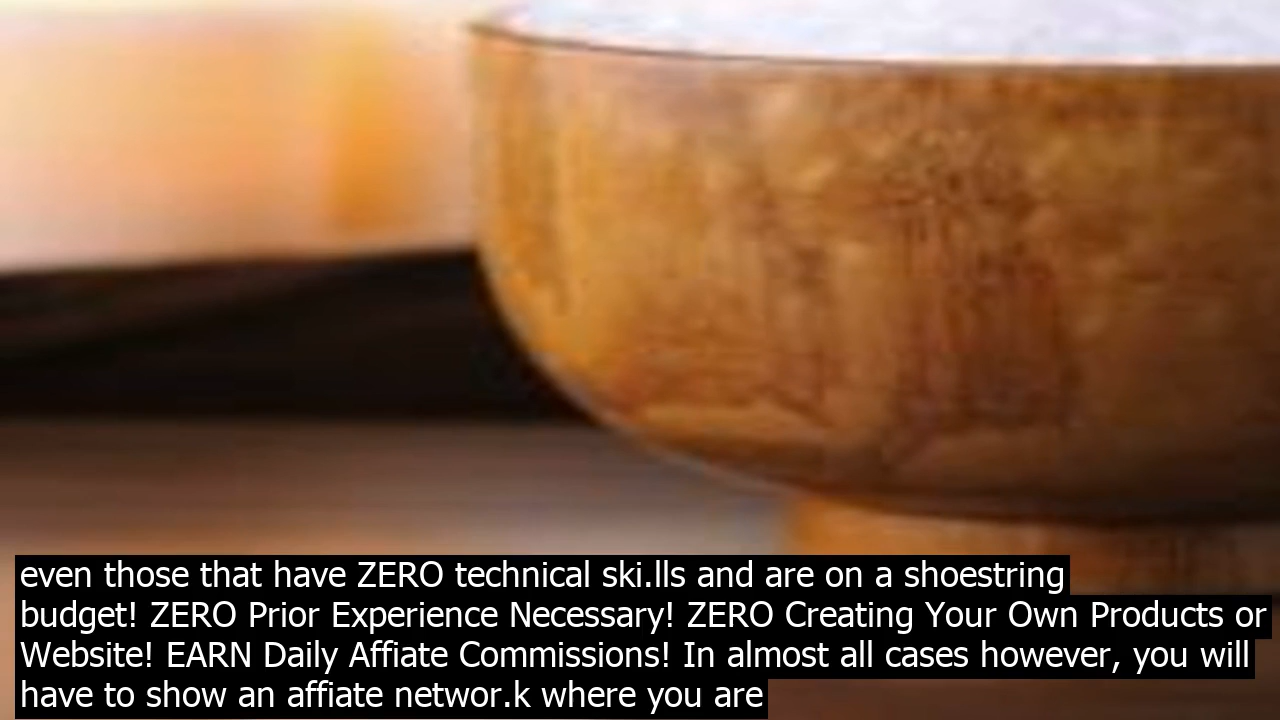 even those that have ZERO technical ski.lls and are on a shoestring
budget! ZERO Prior Experience Necessary! ZERO Creating Your Own Products or
Website! EARN Daily Affiate Commissions! In almost all cases however, you will
have to show an affiate networ.k where you are